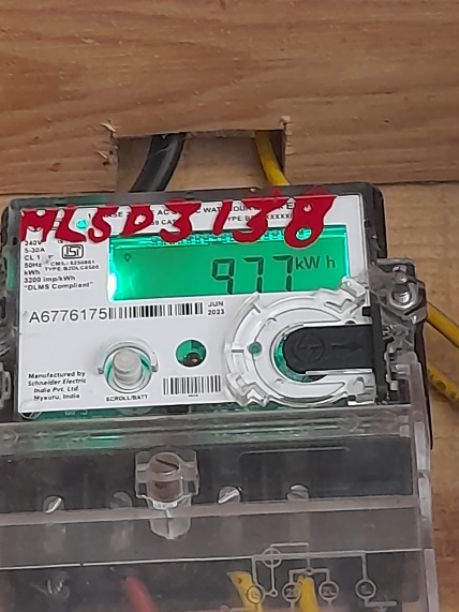 MLSD3138
240V
5-30A
CL 1
50Hz
kWh
3200 imp/kWh
"DLMS Compliant"
977 kWh
A6776175
JUN
2023
Manufactured by
Schneider Electric
India Pvt. Ltd.
Mysuru, India
SCROLL/BATT